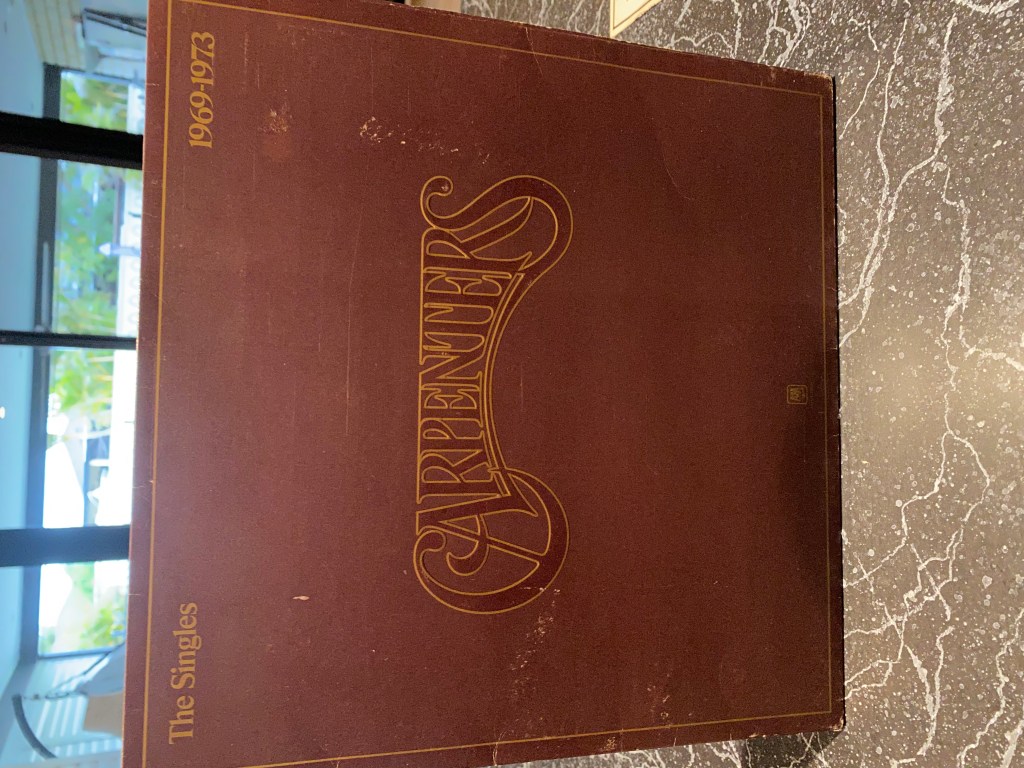 The Singles
1969-1973
CARPENTERS